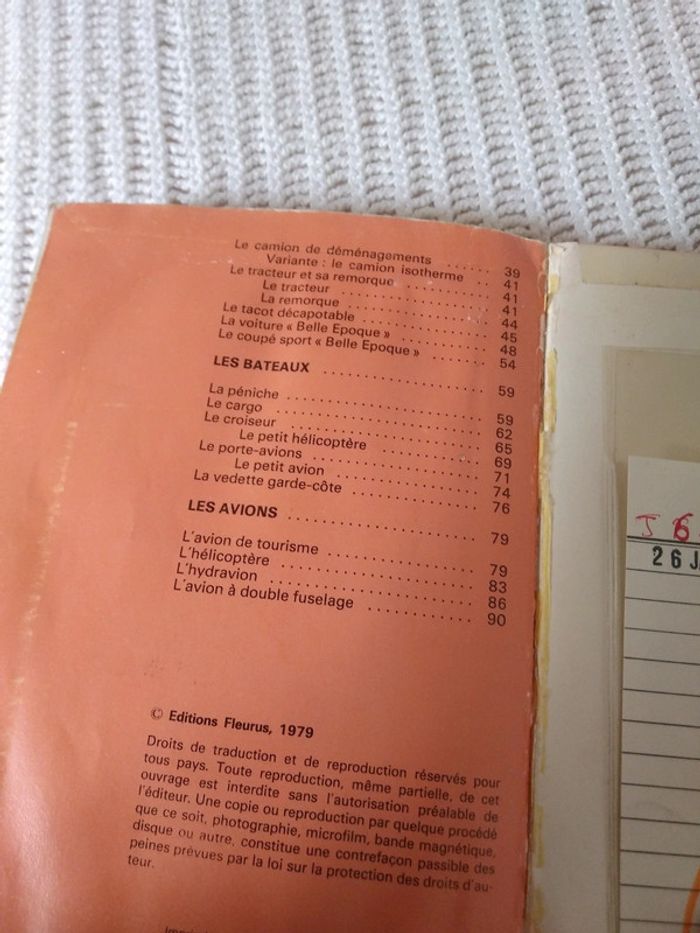 Le camion de déménagements ...... 39
Variante : le camion isotherme .. 41
Le tracteur et sa remorque ........ 41
Le tracteur ................ 41
La remorque ............... 44
Le tacot décapotable ............ 45
La voiture « Belle Epoque » ........ 48
Le coupé sport « Belle Epoque » ...... 54
LES BATEAUX .................. 59
La péniche ..................... 59
Le cargo ....................... 62
Le croiseur ..................... 65
Le petit hélicoptère ........... 69
Le porte-avions ................. 71
Le petit avion ................ 74
La vedette garde-côte ............ 76
LES AVIONS .................... 79
L'avion de tourisme .............. 79
L'hélicoptère ................... 83
L'hydravion .................... 86
L'avion à double fuselage .......... 90
© Editions Fleurus, 1979
Droits de traduction et de reproduction réservés pour
tous pays. Toute reproduction, même partielle, de cet
ouvrage est interdite sans l'autorisation préalable de
l'éditeur. Une copie ou reproduction par quelque procédé
que ce soit, photographie, microfilm, bande magnétique,
disque ou autre, constitue une contrefaçon passible des
peines prévues par la loi sur la protection des droits d'au-
teur.
26 J